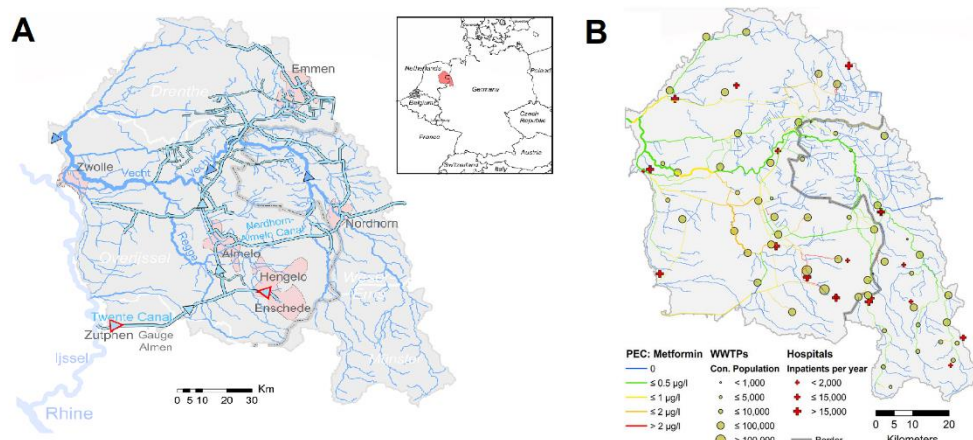 A
Emmen
Drenthe
Zwolle
Vecht
Nordhorn
Nordhorn-
Almelo Canal
Regge
Almelo
Overijssel
Hengelo
Enschede
Twente Canal
Zutphen
Gauge
Almen
Ijssel
Rhine
0 5 10 20 30
Km
Netherlands
Germany
Poland
Belgium
Czech
Republic
France
Austria
Switzerland
Italy
B
PEC: Metformin
0
≤ 0.5 µg/l
≤ 1 µg/l
≤ 2 µg/l
> 2 µg/l
WWTPs
Con. Population
< 1,000
≤ 5,000
≤ 10,000
≤ 100,000
> 100,000
Hospitals
Inpatients per year
< 2,000
≤ 15,000
> 15,000
Border
0 5 10 20
Kilometers